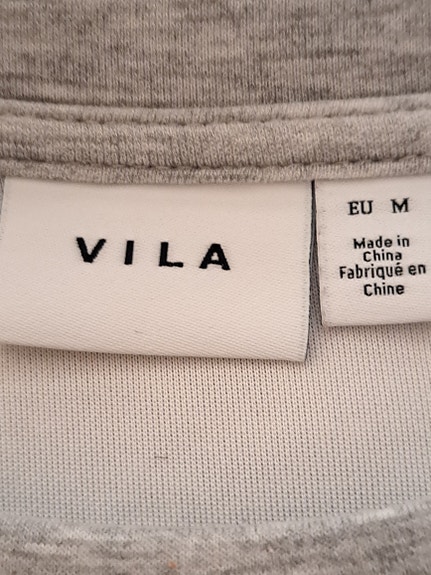 VILA
EU M
Made in
China
Fabriqué en
Chine